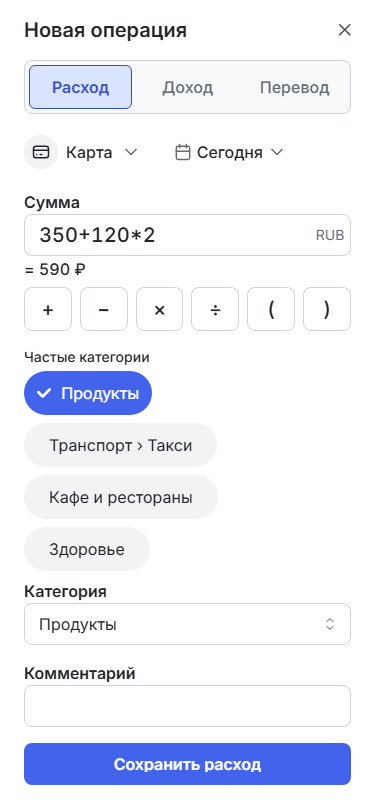 Новая операция
Расход Доход Перевод
Карта Сегодня
Сумма
350+120*2 RUB
= 590 ₽
+ − × ÷ ( )
Частые категории
Продукты
Транспорт › Такси
Кафе и рестораны
Здоровье
Категория
Продукты
Комментарий
Сохранить расход